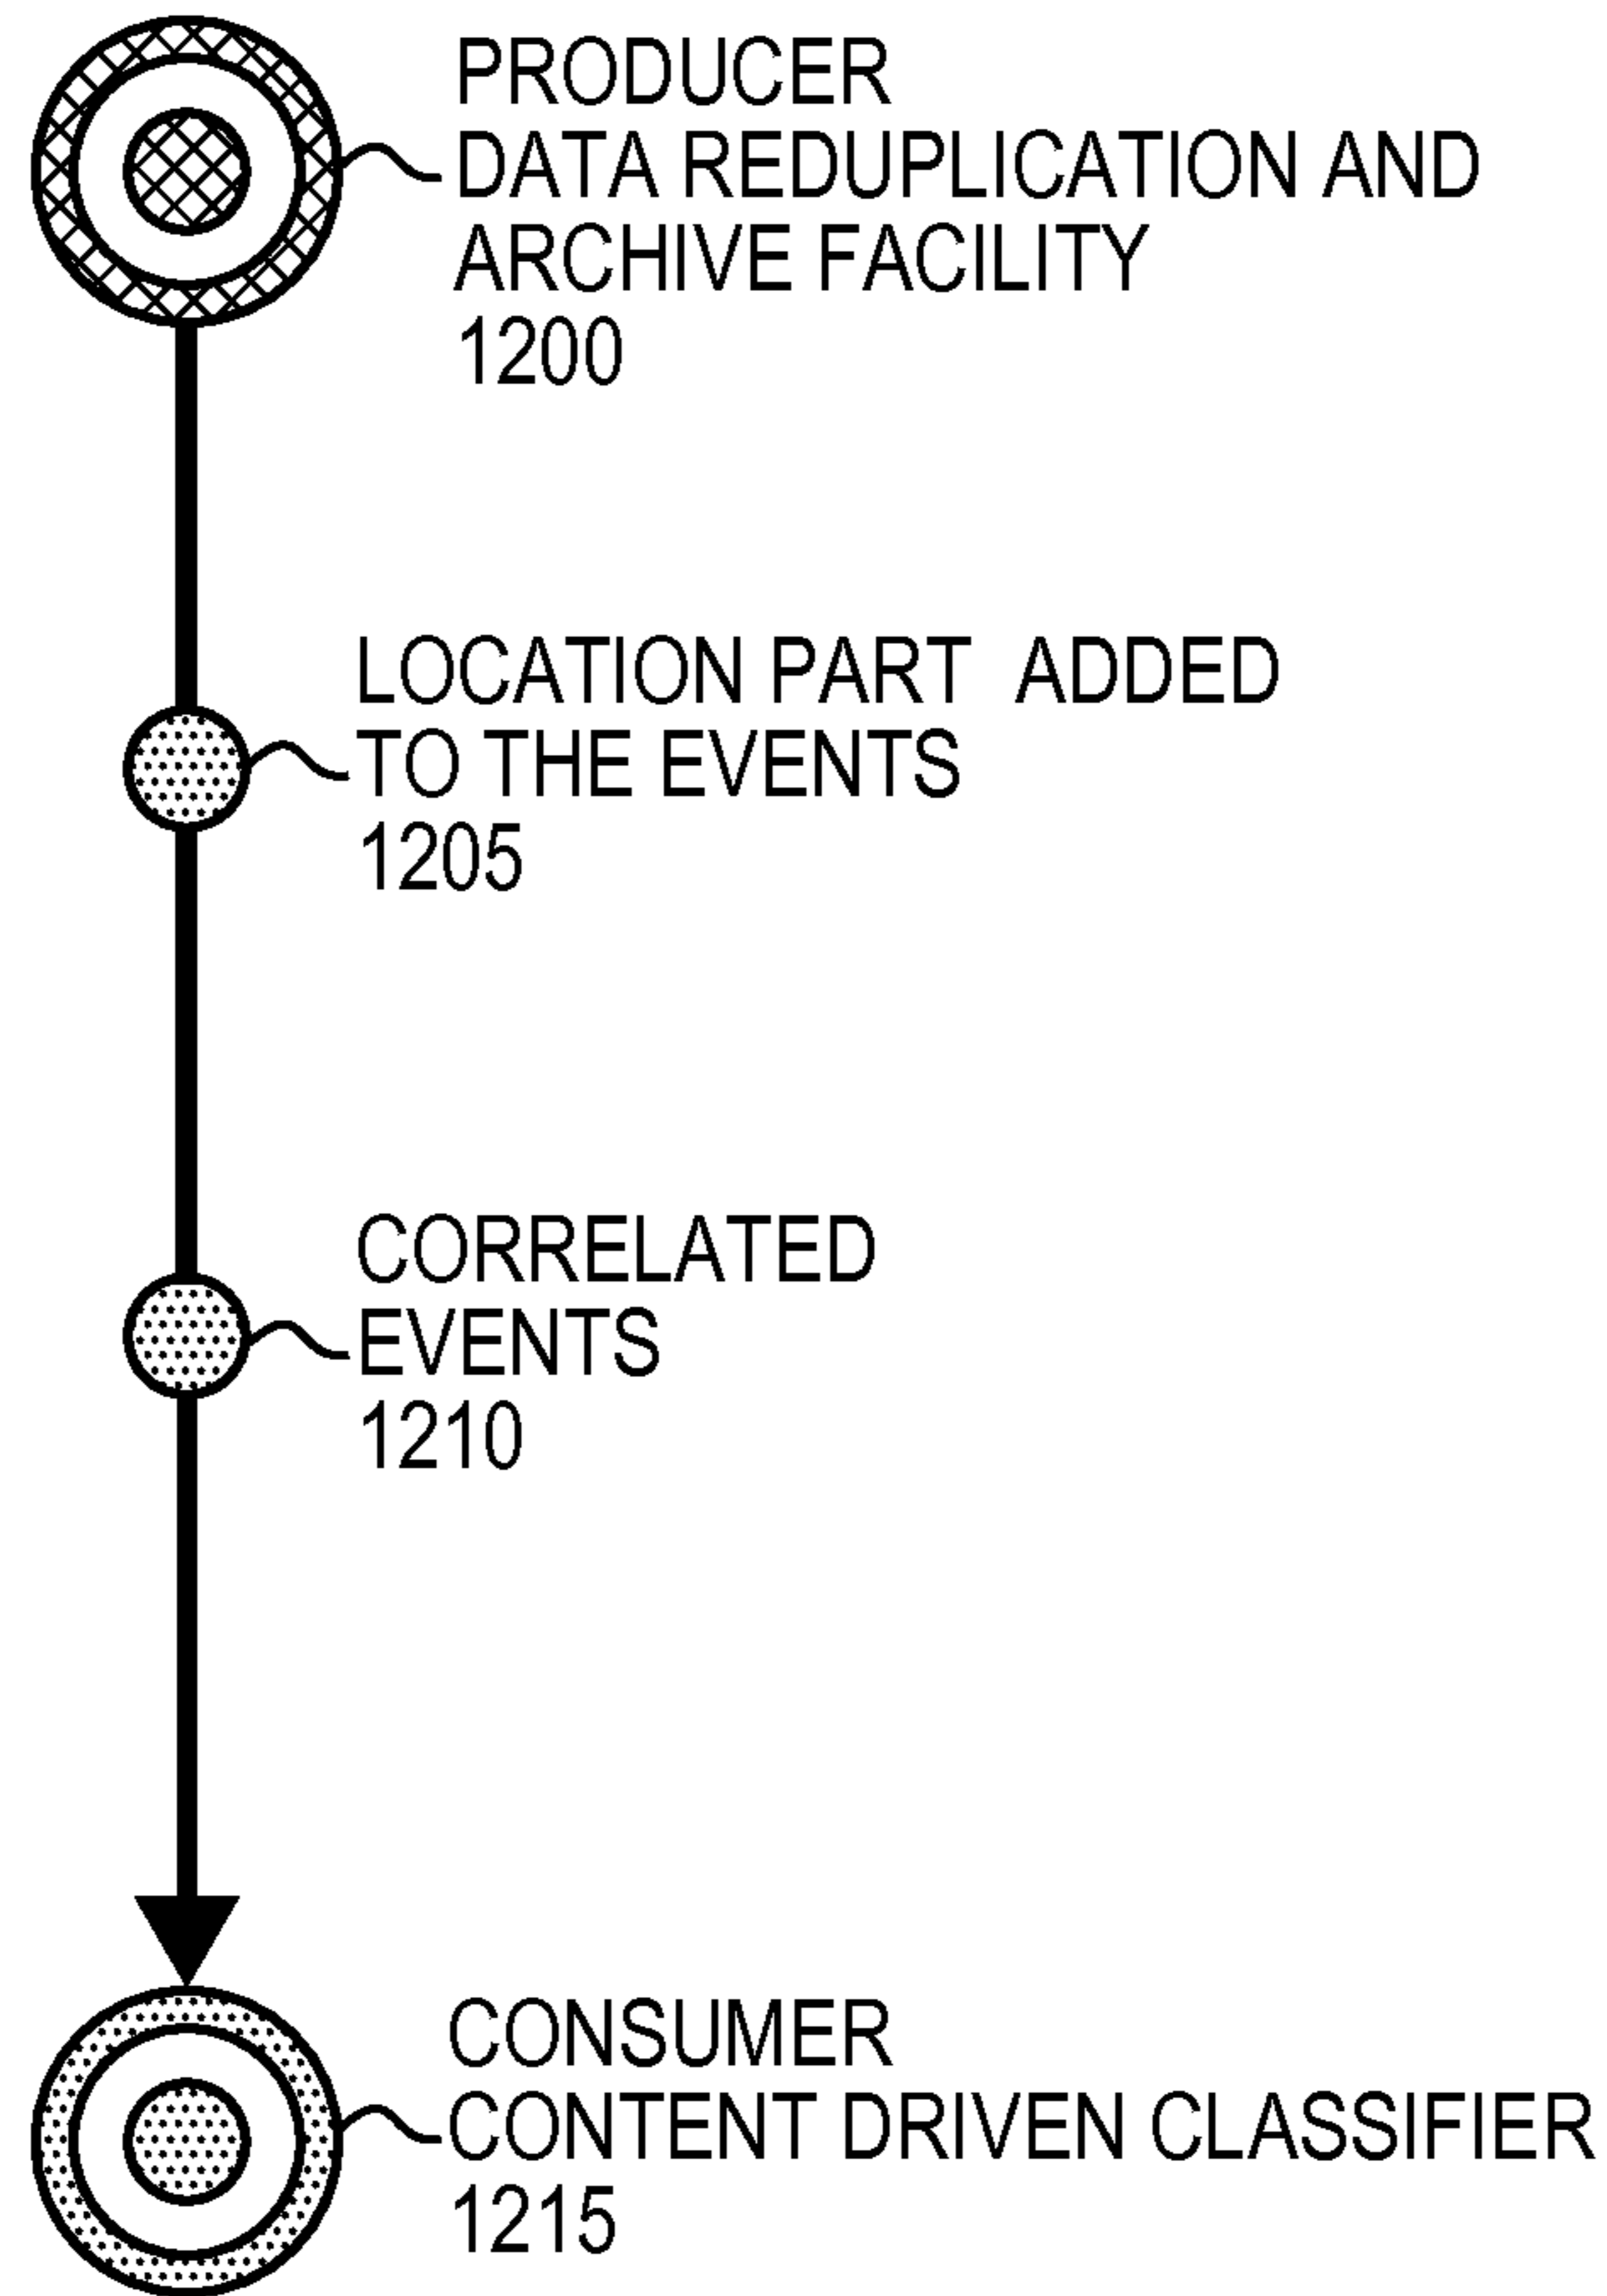 PRODUCER
DATA REDUPLICATION AND
ARCHIVE FACILITY
1200
LOCATION PART ADDED
TO THE EVENTS
1205
CORRELATED
EVENTS
1210
CONSUMER
CONTENT DRIVEN CLASSIFIER
1215